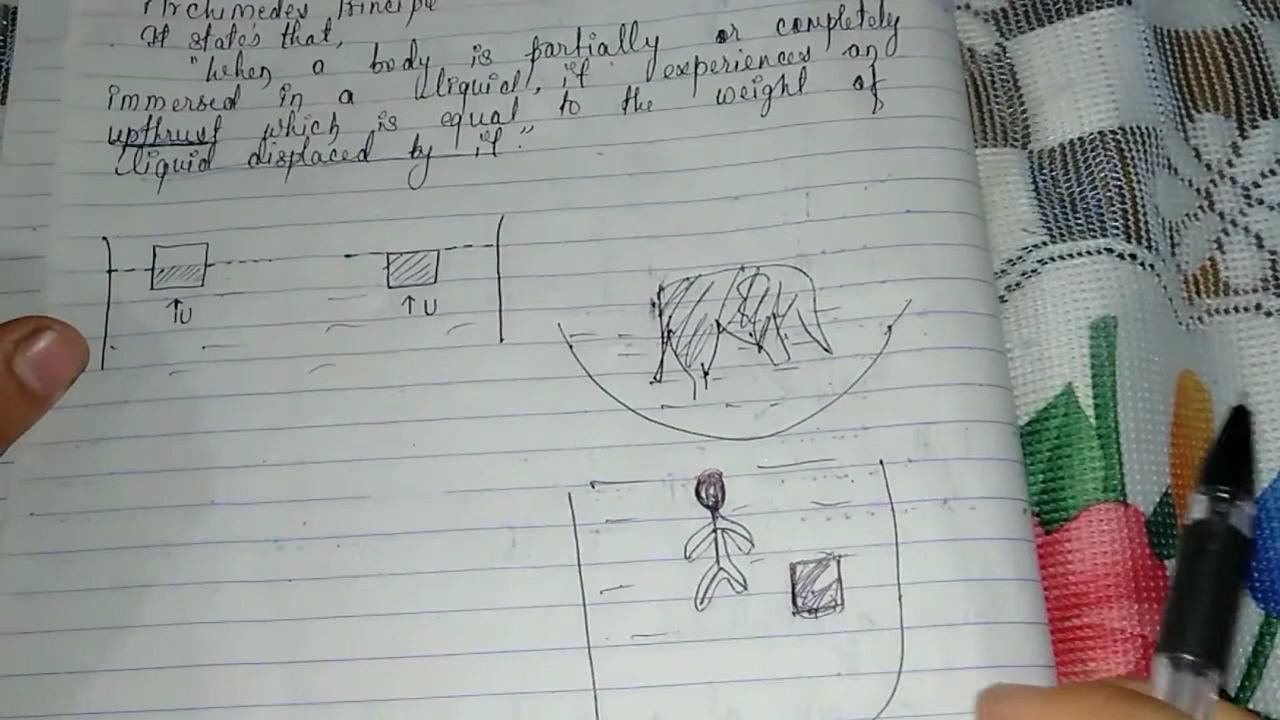 Archimedes Principle
It states that,
"When a body is partially or completely
immersed in a liquid, it experiences an
upthrust which is equal to the weight of
liquid displaced by it."
↑U ↑U